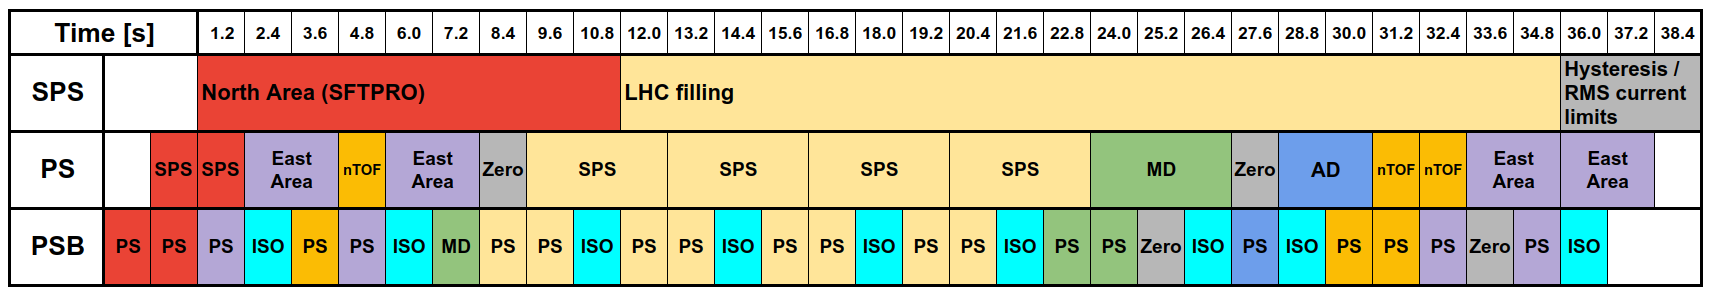 Time [s] 1.2 2.4 3.6 4.8 6.0 7.2 8.4 9.6 10.8 12.0 13.2 14.4 15.6 16.8 18.0 19.2 20.4 21.6 22.8 24.0 25.2 26.4 27.6 28.8 30.0 31.2 32.4 33.6 34.8 36.0 37.2 38.4
SPS North Area (SFTPRO) LHC filling
Hysteresis /
RMS current
limits
PS SPS SPS
East
Area
nTOF
East
Area
Zero SPS SPS SPS SPS MD Zero AD nTOF nTOF
East
Area
East
Area
PSB PS PS PS ISO PS PS ISO MD PS PS ISO PS PS ISO PS PS ISO PS PS ISO PS PS Zero ISO PS ISO PS PS PS Zero PS ISO